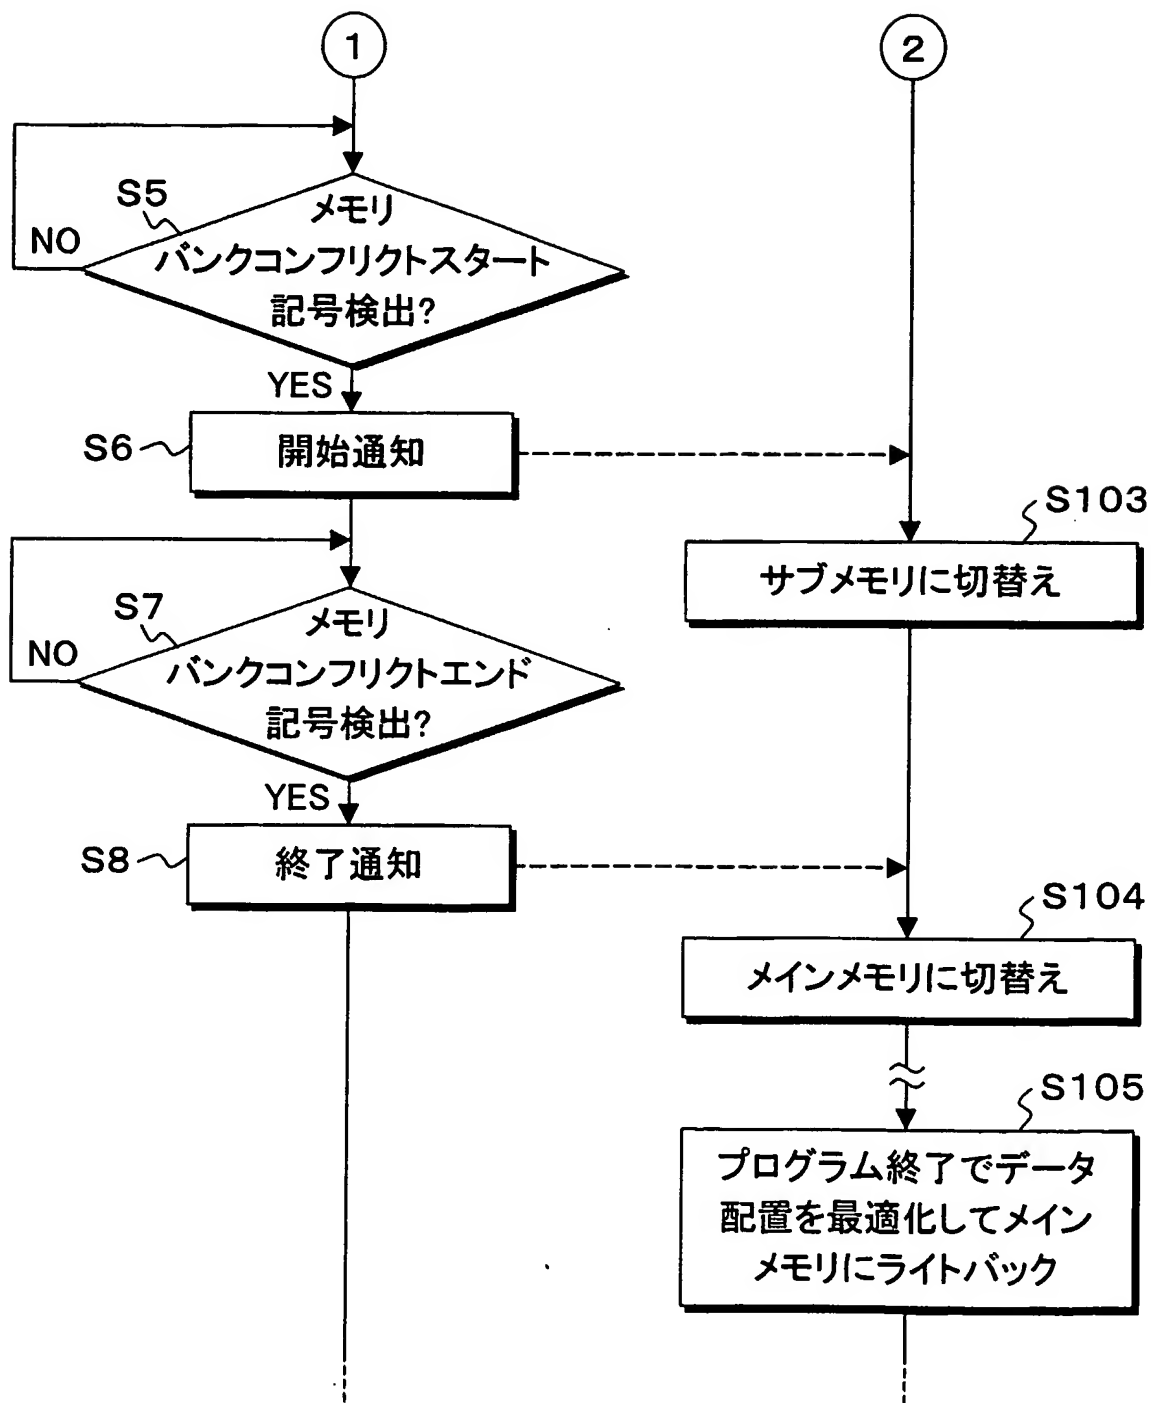 1
2
S5
メモリ
バンクコンフリクトスタート
記号検出?
NO
YES
S6
開始通知
S103
サブメモリに切替え
S7
メモリ
バンクコンフリクトエンド
記号検出?
NO
YES
S8
終了通知
S104
メインメモリに切替え
S105
プログラム終了でデータ
配置を最適化してメイン
メモリにライトバック